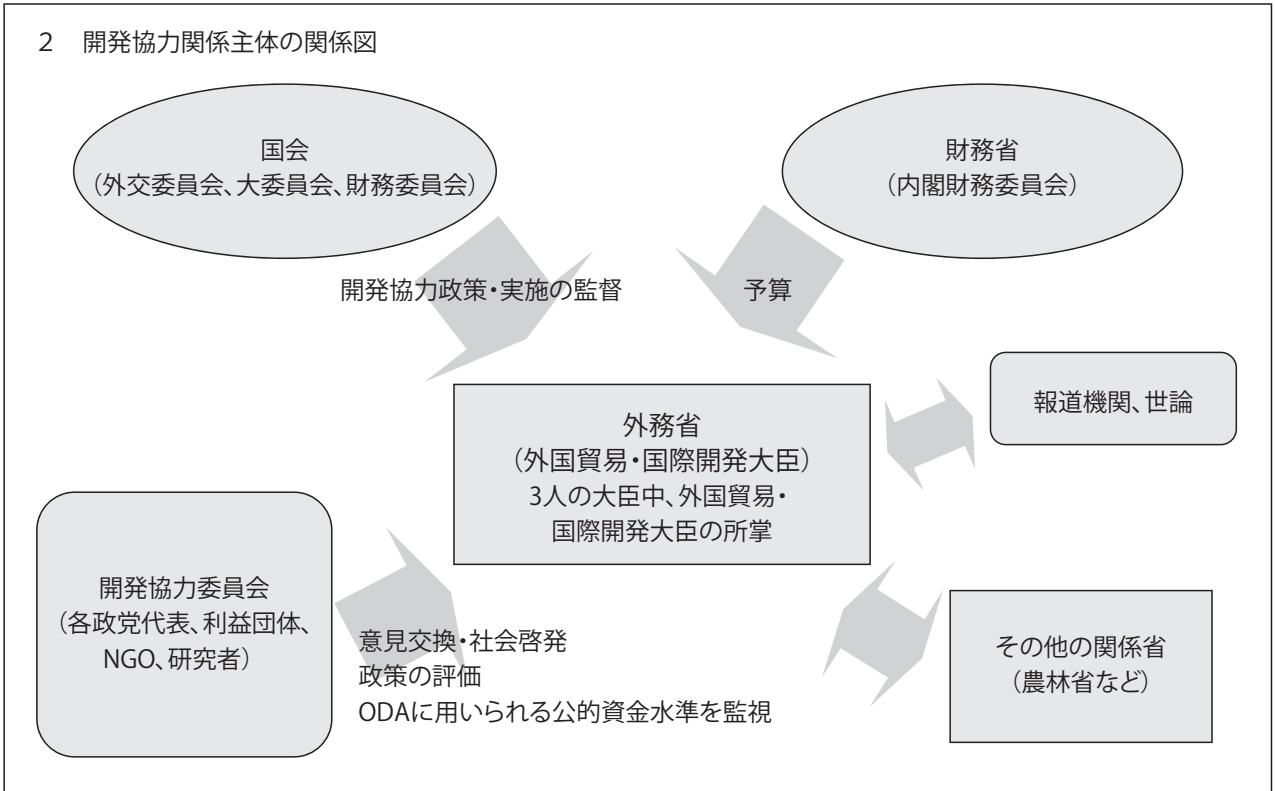 2　開発協力関係主体の関係図
国会
（外交委員会、大委員会、財務委員会）
財務省
（内閣財務委員会）
開発協力政策・実施の監督
予算
報道機関、世論
外務省
（外国貿易・国際開発大臣）
3人の大臣中、外国貿易・
国際開発大臣の所掌
開発協力委員会
（各政党代表、利益団体、
NGO、研究者）
意見交換・社会啓発
政策の評価
ODAに用いられる公的資金水準を監視
その他の関係省
（農林省など）